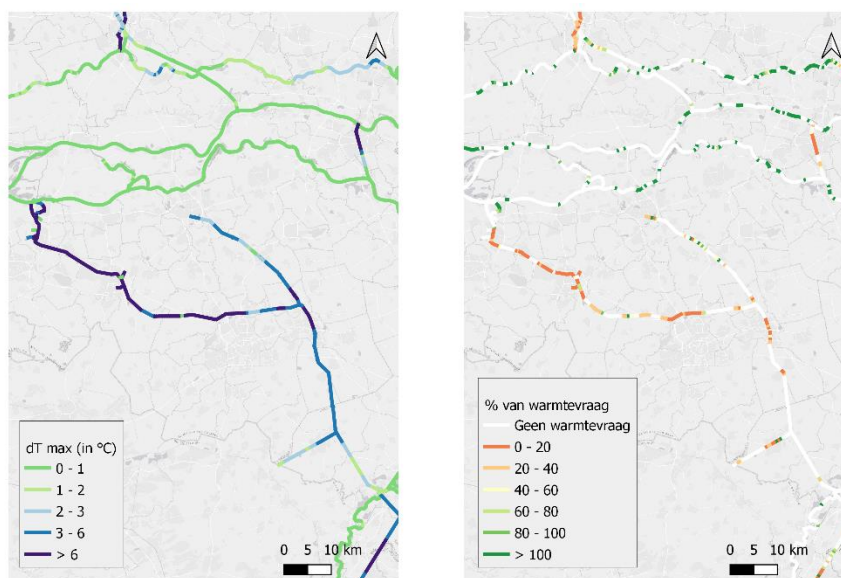 dT max (in °C)
0 - 1
1 - 2
2 - 3
3 - 6
> 6
0 5 10 km
% van warmtevraag
Geen warmtevraag
0 - 20
20 - 40
40 - 60
60 - 80
80 - 100
> 100
0 5 10 km